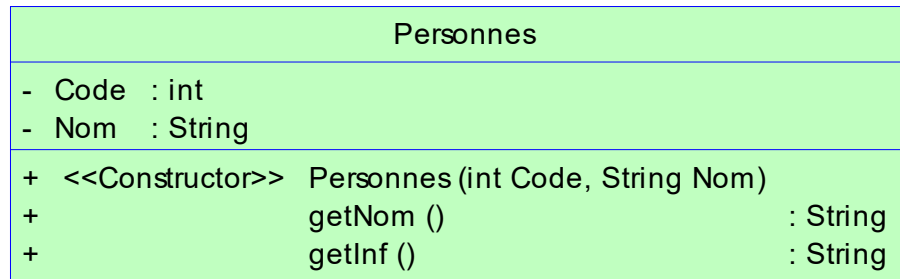 Personnes
- Code : int
- Nom : String
+ <<Constructor>> Personnes (int Code, String Nom)
+ getNom () : String
+ getInf () : String